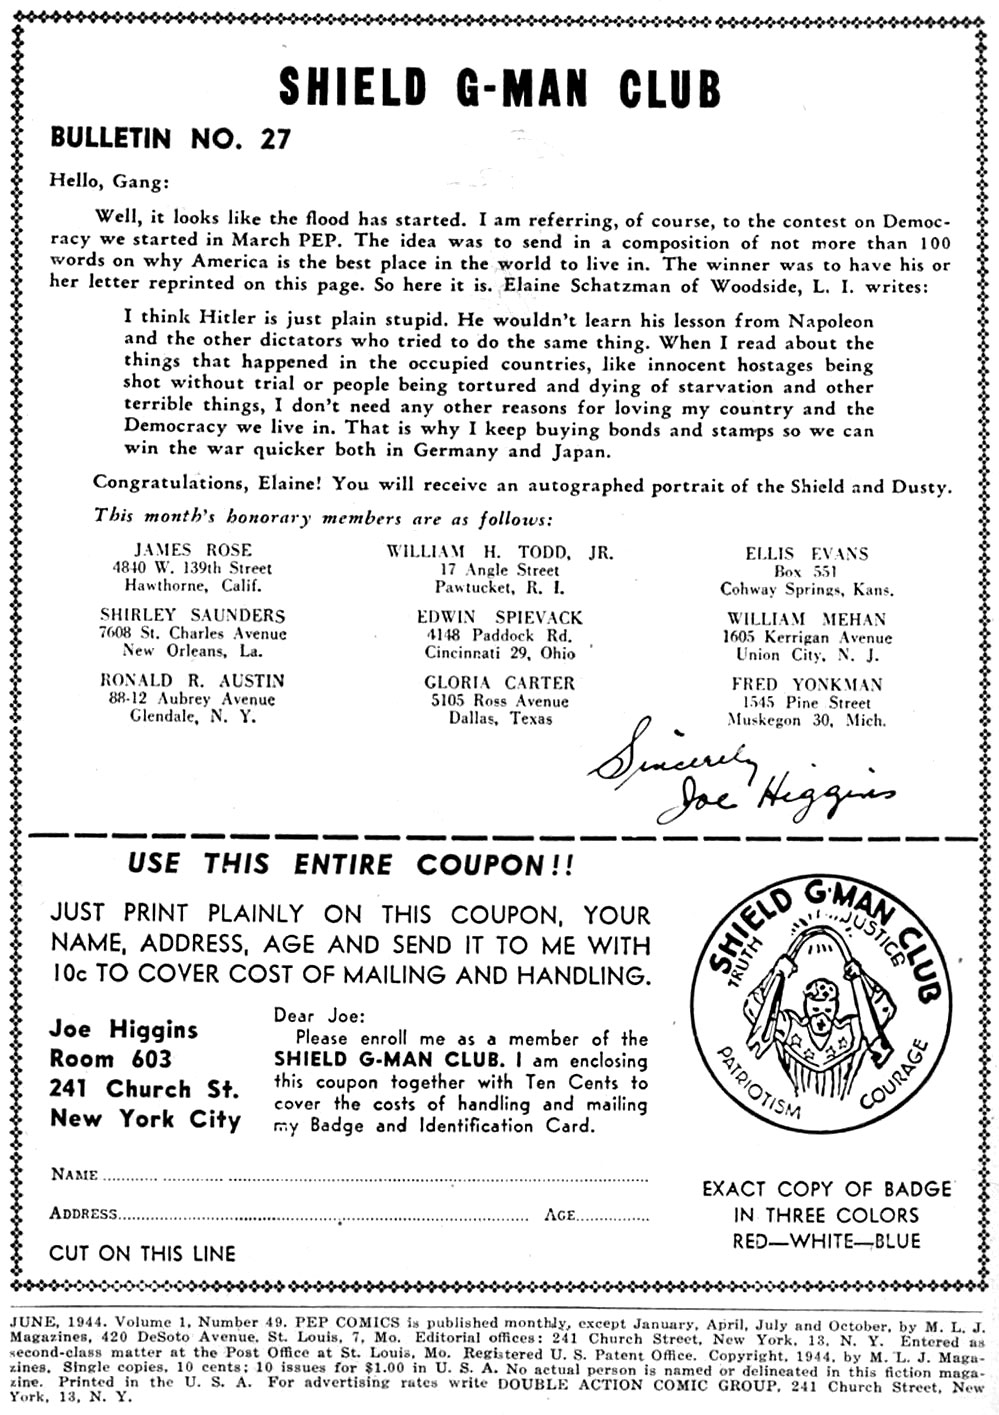 SHIELD G-MAN CLUB
BULLETIN NO. 27
Hello, Gang:
Well, it looks like the flood has started. I am referring, of course, to the contest on Democ-
racy we started in March PEP. The idea was to send in a composition of not more than 100
words on why America is the best place in the world to live in. The winner was to have his or
her letter reprinted on this page. So here it is. Elaine Schatzman of Woodside, L. I. writes:
I think Hitler is just plain stupid. He wouldn't learn his lesson from Napoleon
and the other dictators who tried to do the same thing. When I read about the
things that happened in the occupied countries, like innocent hostages being
shot without trial or people being tortured and dying of starvation and other
terrible things, I don't need any other reasons for loving my country and the
Democracy we live in. That is why I keep buying bonds and stamps so we can
win the war quicker both in Germany and Japan.
Congratulations, Elaine! You will receive an autographed portrait of the Shield and Dusty.
This month's honorary members are as follows:
JAMES ROSE
4840 W. 139th Street
Hawthorne, Calif.
WILLIAM H. TODD, JR.
17 Angle Street
Pawtucket, R. I.
ELLIS EVANS
Box 551
Cohway Springs, Kans.
SHIRLEY SAUNDERS
7608 St. Charles Avenue
New Orleans, La.
EDWIN SPIEVACK
4148 Paddock Rd.
Cincinnati 29, Ohio
WILLIAM MEHAN
1605 Kerrigan Avenue
Union City, N. J.
RONALD R. AUSTIN
88-12 Aubrey Avenue
Glendale, N. Y.
GLORIA CARTER
5105 Ross Avenue
Dallas, Texas
FRED YONKMAN
1545 Pine Street
Muskegon 30, Mich.
Sincerely
Joe Higgins
USE THIS ENTIRE COUPON!!
JUST PRINT PLAINLY ON THIS COUPON, YOUR
NAME, ADDRESS, AGE AND SEND IT TO ME WITH
10c TO COVER COST OF MAILING AND HANDLING.
Joe Higgins
Room 603
241 Church St.
New York City
Dear Joe:
Please enroll me as a member of the
SHIELD G-MAN CLUB. I am enclosing
this coupon together with Ten Cents to
cover the costs of handling and mailing
my Badge and Identification Card.
NAME
ADDRESS
AGE
CUT ON THIS LINE
SHIELD G-MAN CLUB
TRUTH
JUSTICE
PATRIOTISM
COURAGE
EXACT COPY OF BADGE
IN THREE COLORS
RED—WHITE—BLUE
JUNE, 1944. Volume 1, Number 49. PEP COMICS is published monthly, except January, April, July and October, by M. L. J.
Magazines, 420 DeSoto Avenue, St. Louis, 7, Mo. Editorial offices: 241 Church Street, New York, 13, N. Y. Entered as
second-class matter at the Post Office at St. Louis, Mo. Registered U. S. Patent Office. Copyright, 1944, by M. L. J. Maga-
zines, Single copies, 10 cents; 10 issues for $1.00 in U. S. A. No actual person is named or delineated in this fiction maga-
zine. Printed in the U. S. A. For advertising rates write DOUBLE ACTION COMIC GROUP, 241 Church Street, New
York, 13, N. Y.